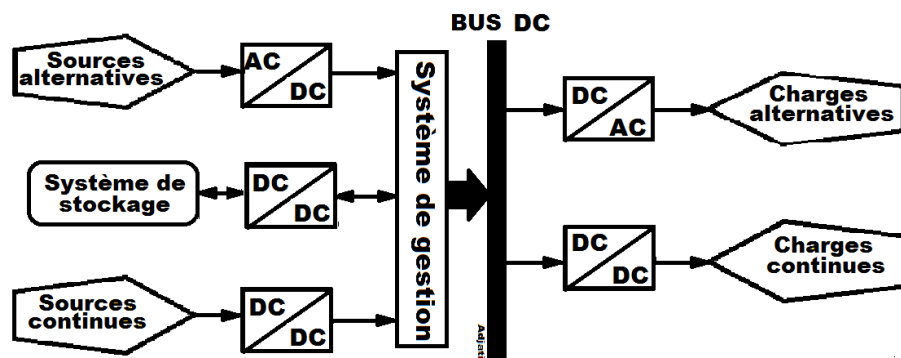 BUS DC
Sources
alternatives
AC
DC
Système de
stockage
DC
DC
Sources
continues
DC
DC
Système de gestion
DC
AC
Charges
alternatives
DC
DC
Charges
continues